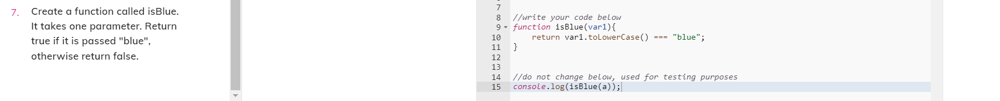 7. Create a function called isBlue.
It takes one parameter. Return
true if it is passed "blue",
otherwise return false.
7
8 //write your code below
9 function isBlue(var1){
10 return var1.toLowerCase() === "blue";
11 }
12
13
14 //do not change below, used for testing purposes
15 console.log(isBlue(a));